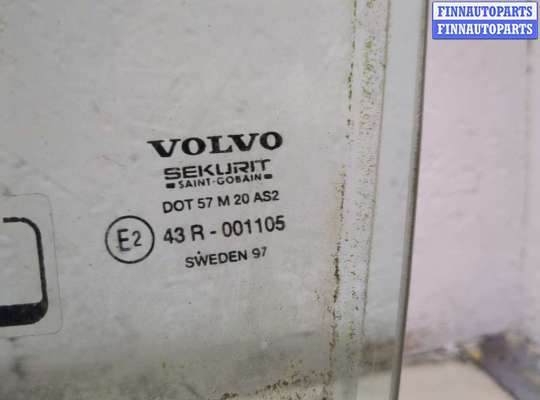 FINNAUTOPARTS
FINNAUTOPARTS
VOLVO
SEKURIT
SAINT-GOBAIN
DOT 57 M 20 AS2
E2 43 R - 001105
SWEDEN 97